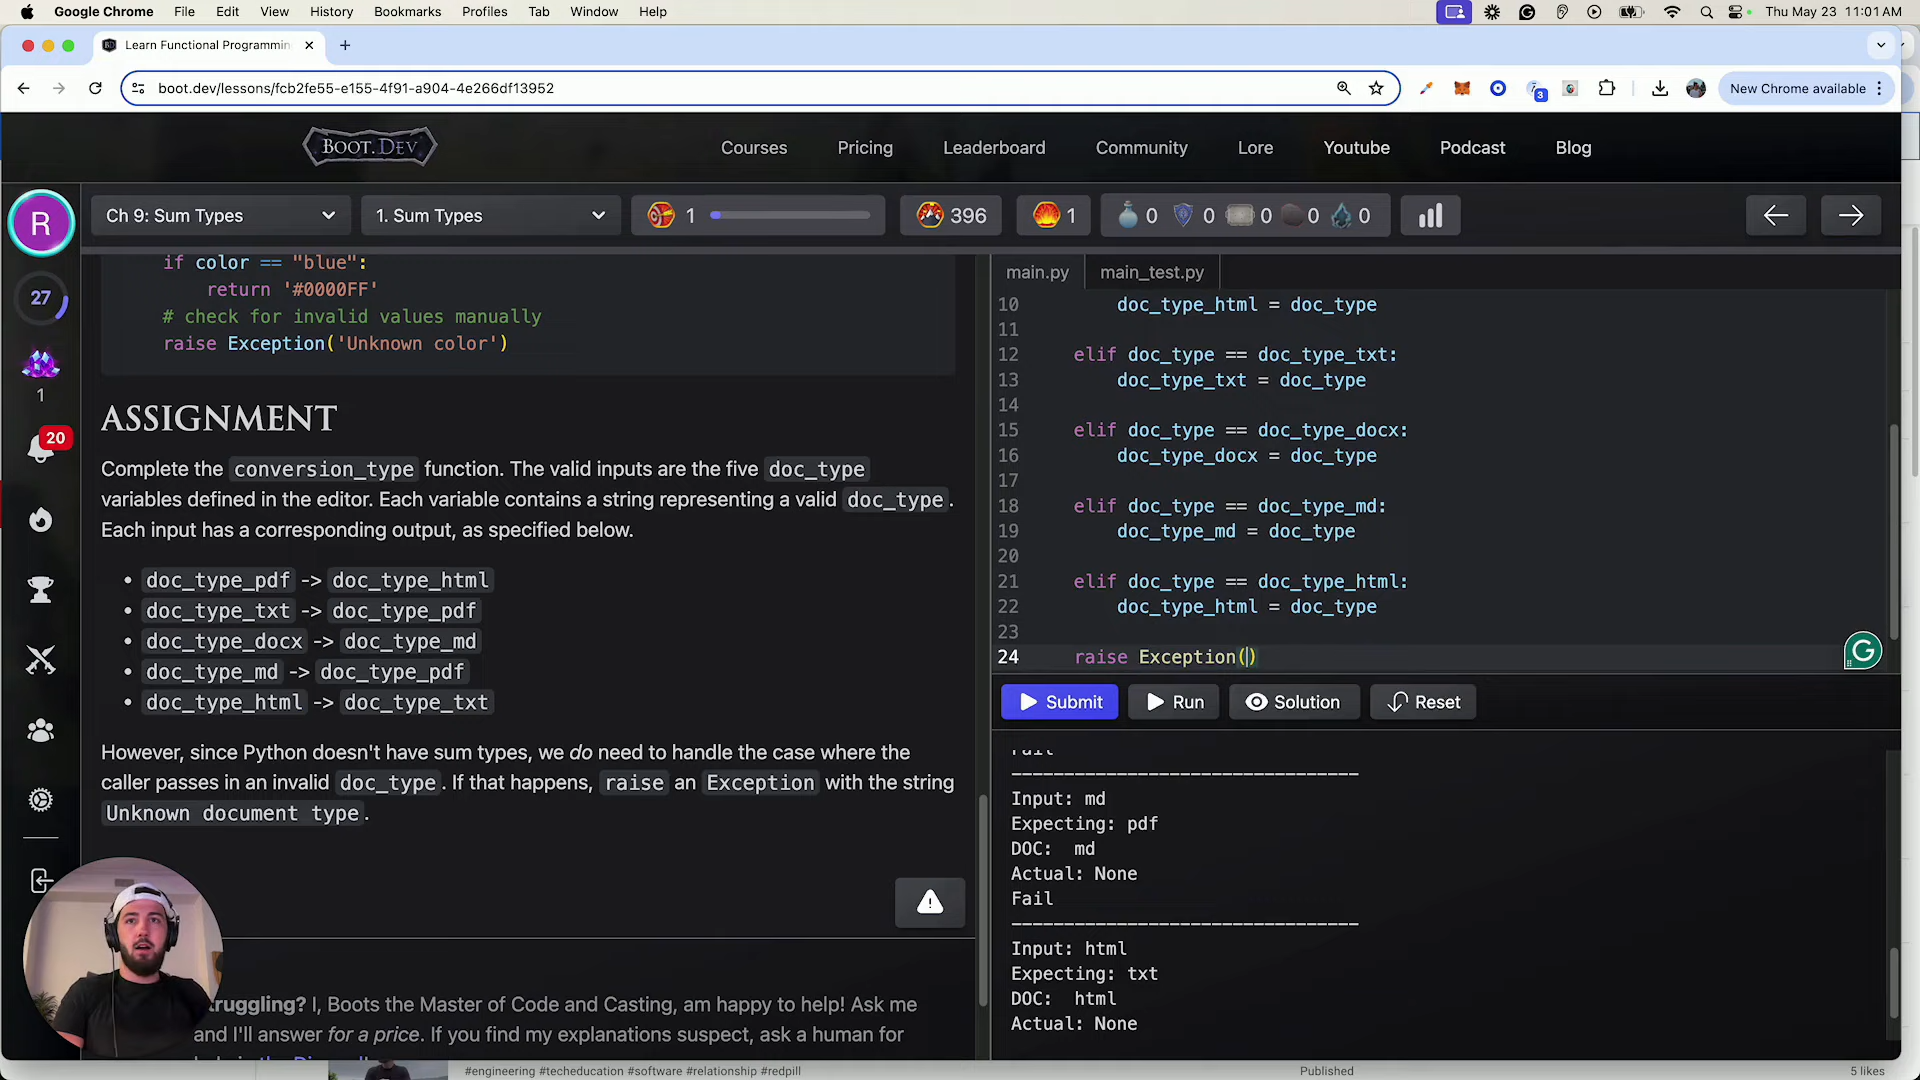 Google Chrome File Edit View History Bookmarks Profiles Tab Window Help Thu May 23 11:01 AM
Learn Functional Programmin
boot.dev/lessons/fcb2fe55-e155-4f91-a904-4e266df13952
3
New Chrome available
BOOT.DEV
Courses Pricing Leaderboard Community Lore Youtube Podcast Blog
R
Ch 9: Sum Types
1. Sum Types
1
396
1
0 0 0 0 0
27
1
20
if color == "blue":
return '#0000FF'
# check for invalid values manually
raise Exception('Unknown color')
ASSIGNMENT
Complete the conversion_type function. The valid inputs are the five doc_type
variables defined in the editor. Each variable contains a string representing a valid doc_type.
Each input has a corresponding output, as specified below.
• doc_type_pdf -> doc_type_html
• doc_type_txt -> doc_type_pdf
• doc_type_docx -> doc_type_md
• doc_type_md -> doc_type_pdf
• doc_type_html -> doc_type_txt
However, since Python doesn't have sum types, we do need to handle the case where the
caller passes in an invalid doc_type. If that happens, raise an Exception with the string
Unknown document type.
truggling? I, Boots the Master of Code and Casting, am happy to help! Ask me
and I'll answer for a price. If you find my explanations suspect, ask a human for
main.py main_test.py
10 doc_type_html = doc_type
11
12 elif doc_type == doc_type_txt:
13 doc_type_txt = doc_type
14
15 elif doc_type == doc_type_docx:
16 doc_type_docx = doc_type
17
18 elif doc_type == doc_type_md:
19 doc_type_md = doc_type
20
21 elif doc_type == doc_type_html:
22 doc_type_html = doc_type
23
24 raise Exception()
G
Submit Run Solution Reset
Fail
---------------------------------
Input: md
Expecting: pdf
DOC: md
Actual: None
Fail
---------------------------------
Input: html
Expecting: txt
DOC: html
Actual: None
#engineering #techeducation #software #relationship #redpill
Published
5 likes